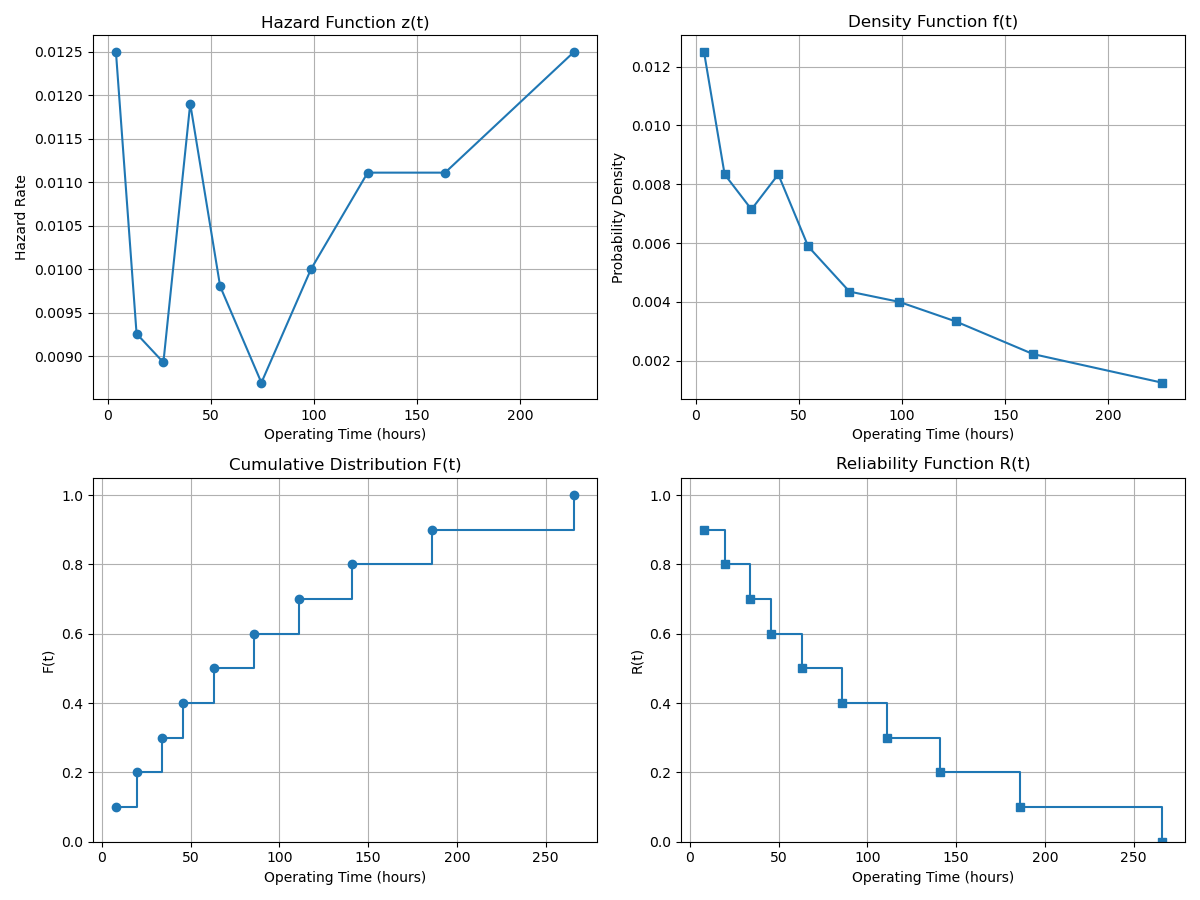 Hazard Function z(t)
Hazard Rate
0.0125
0.0120
0.0115
0.0110
0.0105
0.0100
0.0095
0.0090
0 50 100 150 200
Operating Time (hours)
Density Function f(t)
Probability Density
0.012
0.010
0.008
0.006
0.004
0.002
0 50 100 150 200
Operating Time (hours)
Cumulative Distribution F(t)
F(t)
1.0
0.8
0.6
0.4
0.2
0.0
0 50 100 150 200 250
Operating Time (hours)
Reliability Function R(t)
R(t)
1.0
0.8
0.6
0.4
0.2
0.0
0 50 100 150 200 250
Operating Time (hours)